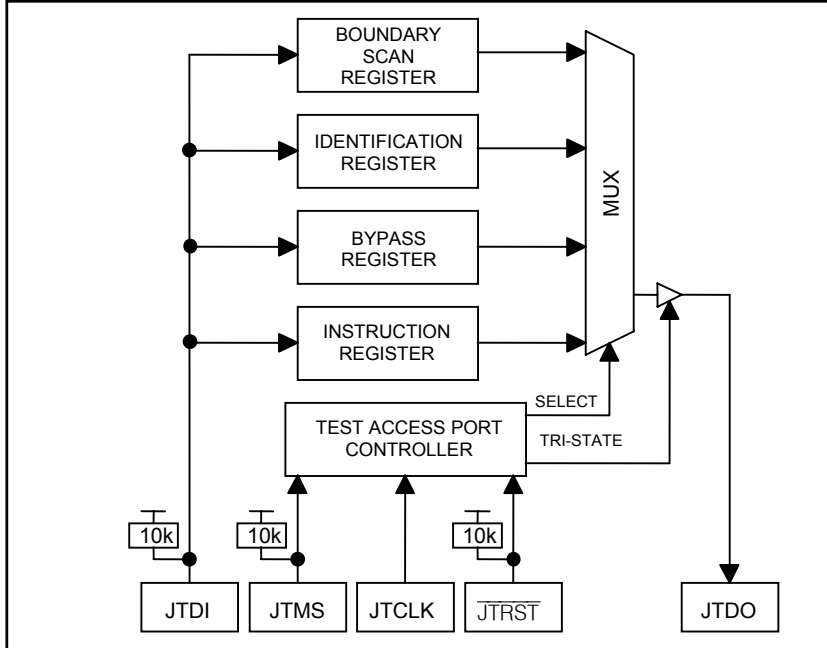 BOUNDARY
SCAN
REGISTER
IDENTIFICATION
REGISTER
BYPASS
REGISTER
INSTRUCTION
REGISTER
MUX
SELECT
TEST ACCESS PORT
CONTROLLER
TRI-STATE
10k
10k
10k
JTDI
JTMS
JTCLK
JTRST
JTDO